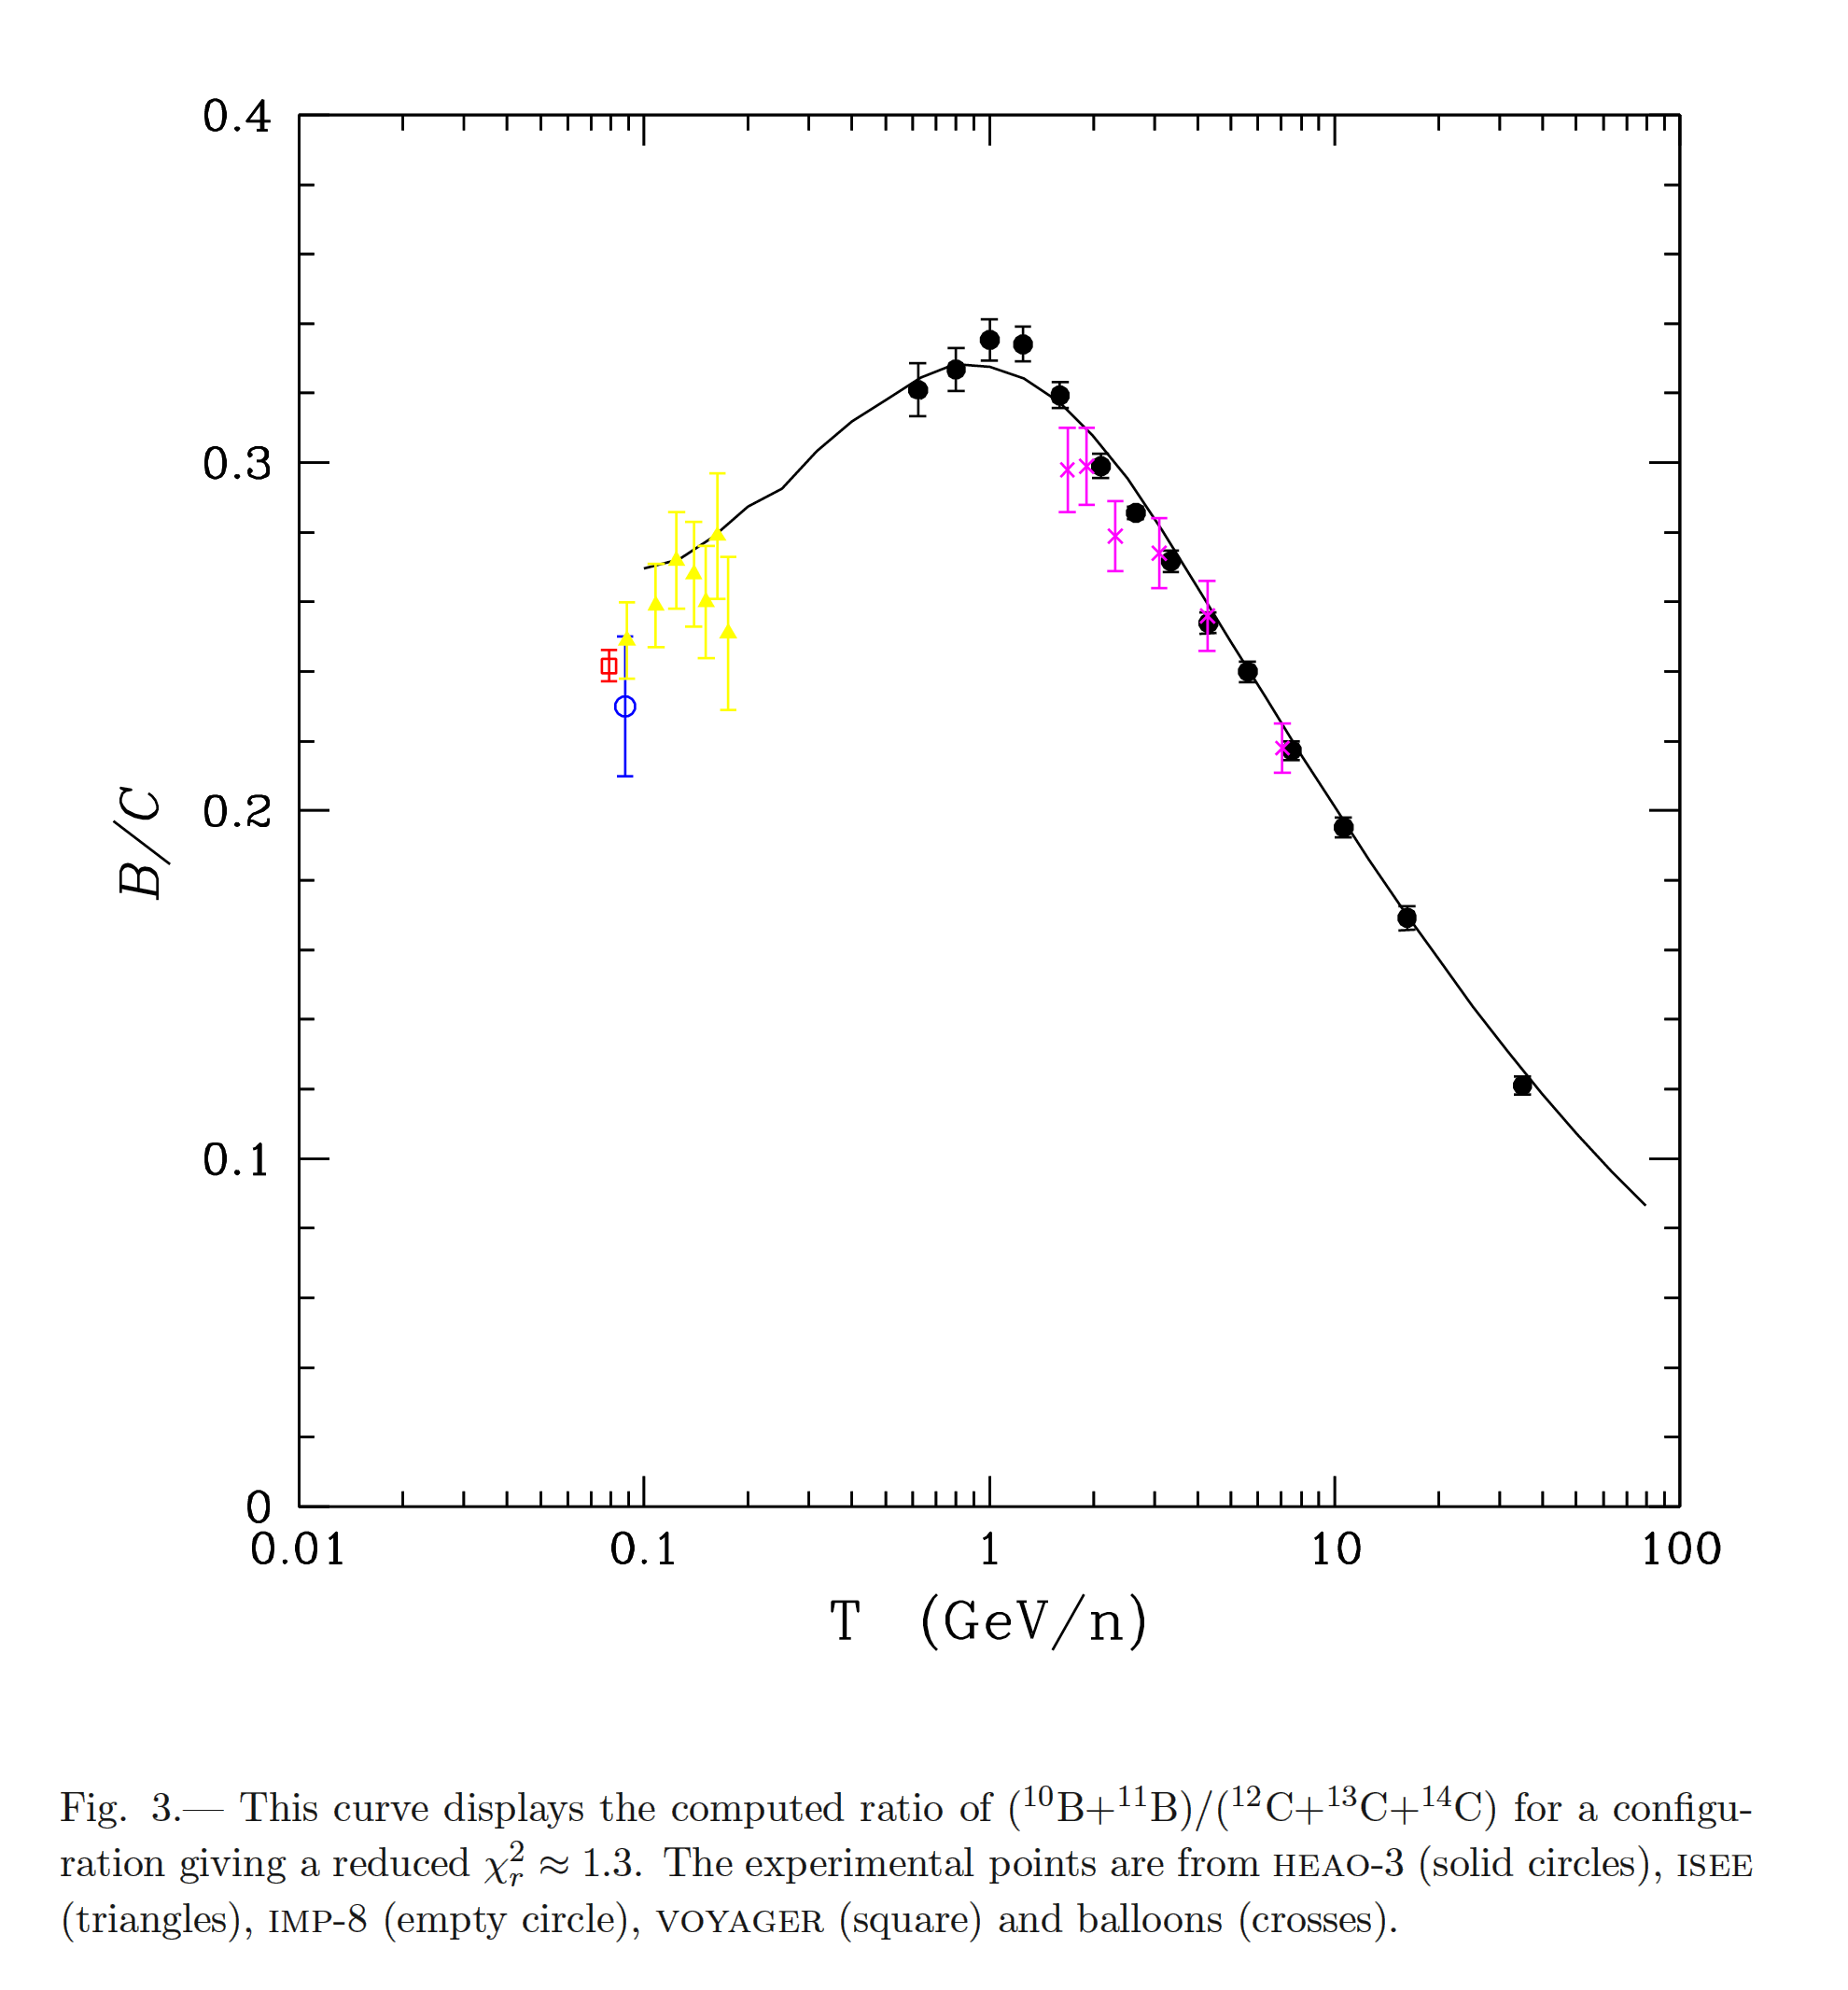 0.4
0.3
0.2
0.1
0
B/C
0.01 0.1 1 10 100
T (GeV/n)
Fig. 3.— This curve displays the computed ratio of (¹⁰B+¹¹B)/(¹²C+¹³C+¹⁴C) for a configu-
ration giving a reduced χ²ᵣ ≈ 1.3. The experimental points are from HEAO-3 (solid circles), ISEE
(triangles), IMP-8 (empty circle), VOYAGER (square) and balloons (crosses).